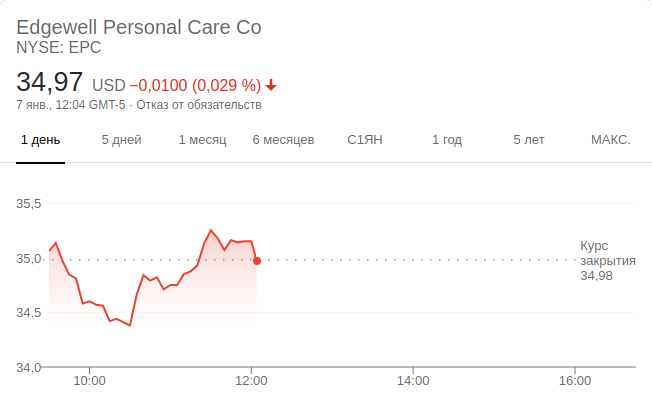 Edgewell Personal Care Co
NYSE: EPC
34,97 USD −0,0100 (0,029 %)
7 янв., 12:04 GMT-5 · Отказ от обязательств
1 день 5 дней 1 месяц 6 месяцев С1ЯН 1 год 5 лет МАКС.
35,5
35,0
34,5
34,0
Курс
закрытия
34,98
10:00 12:00 14:00 16:00